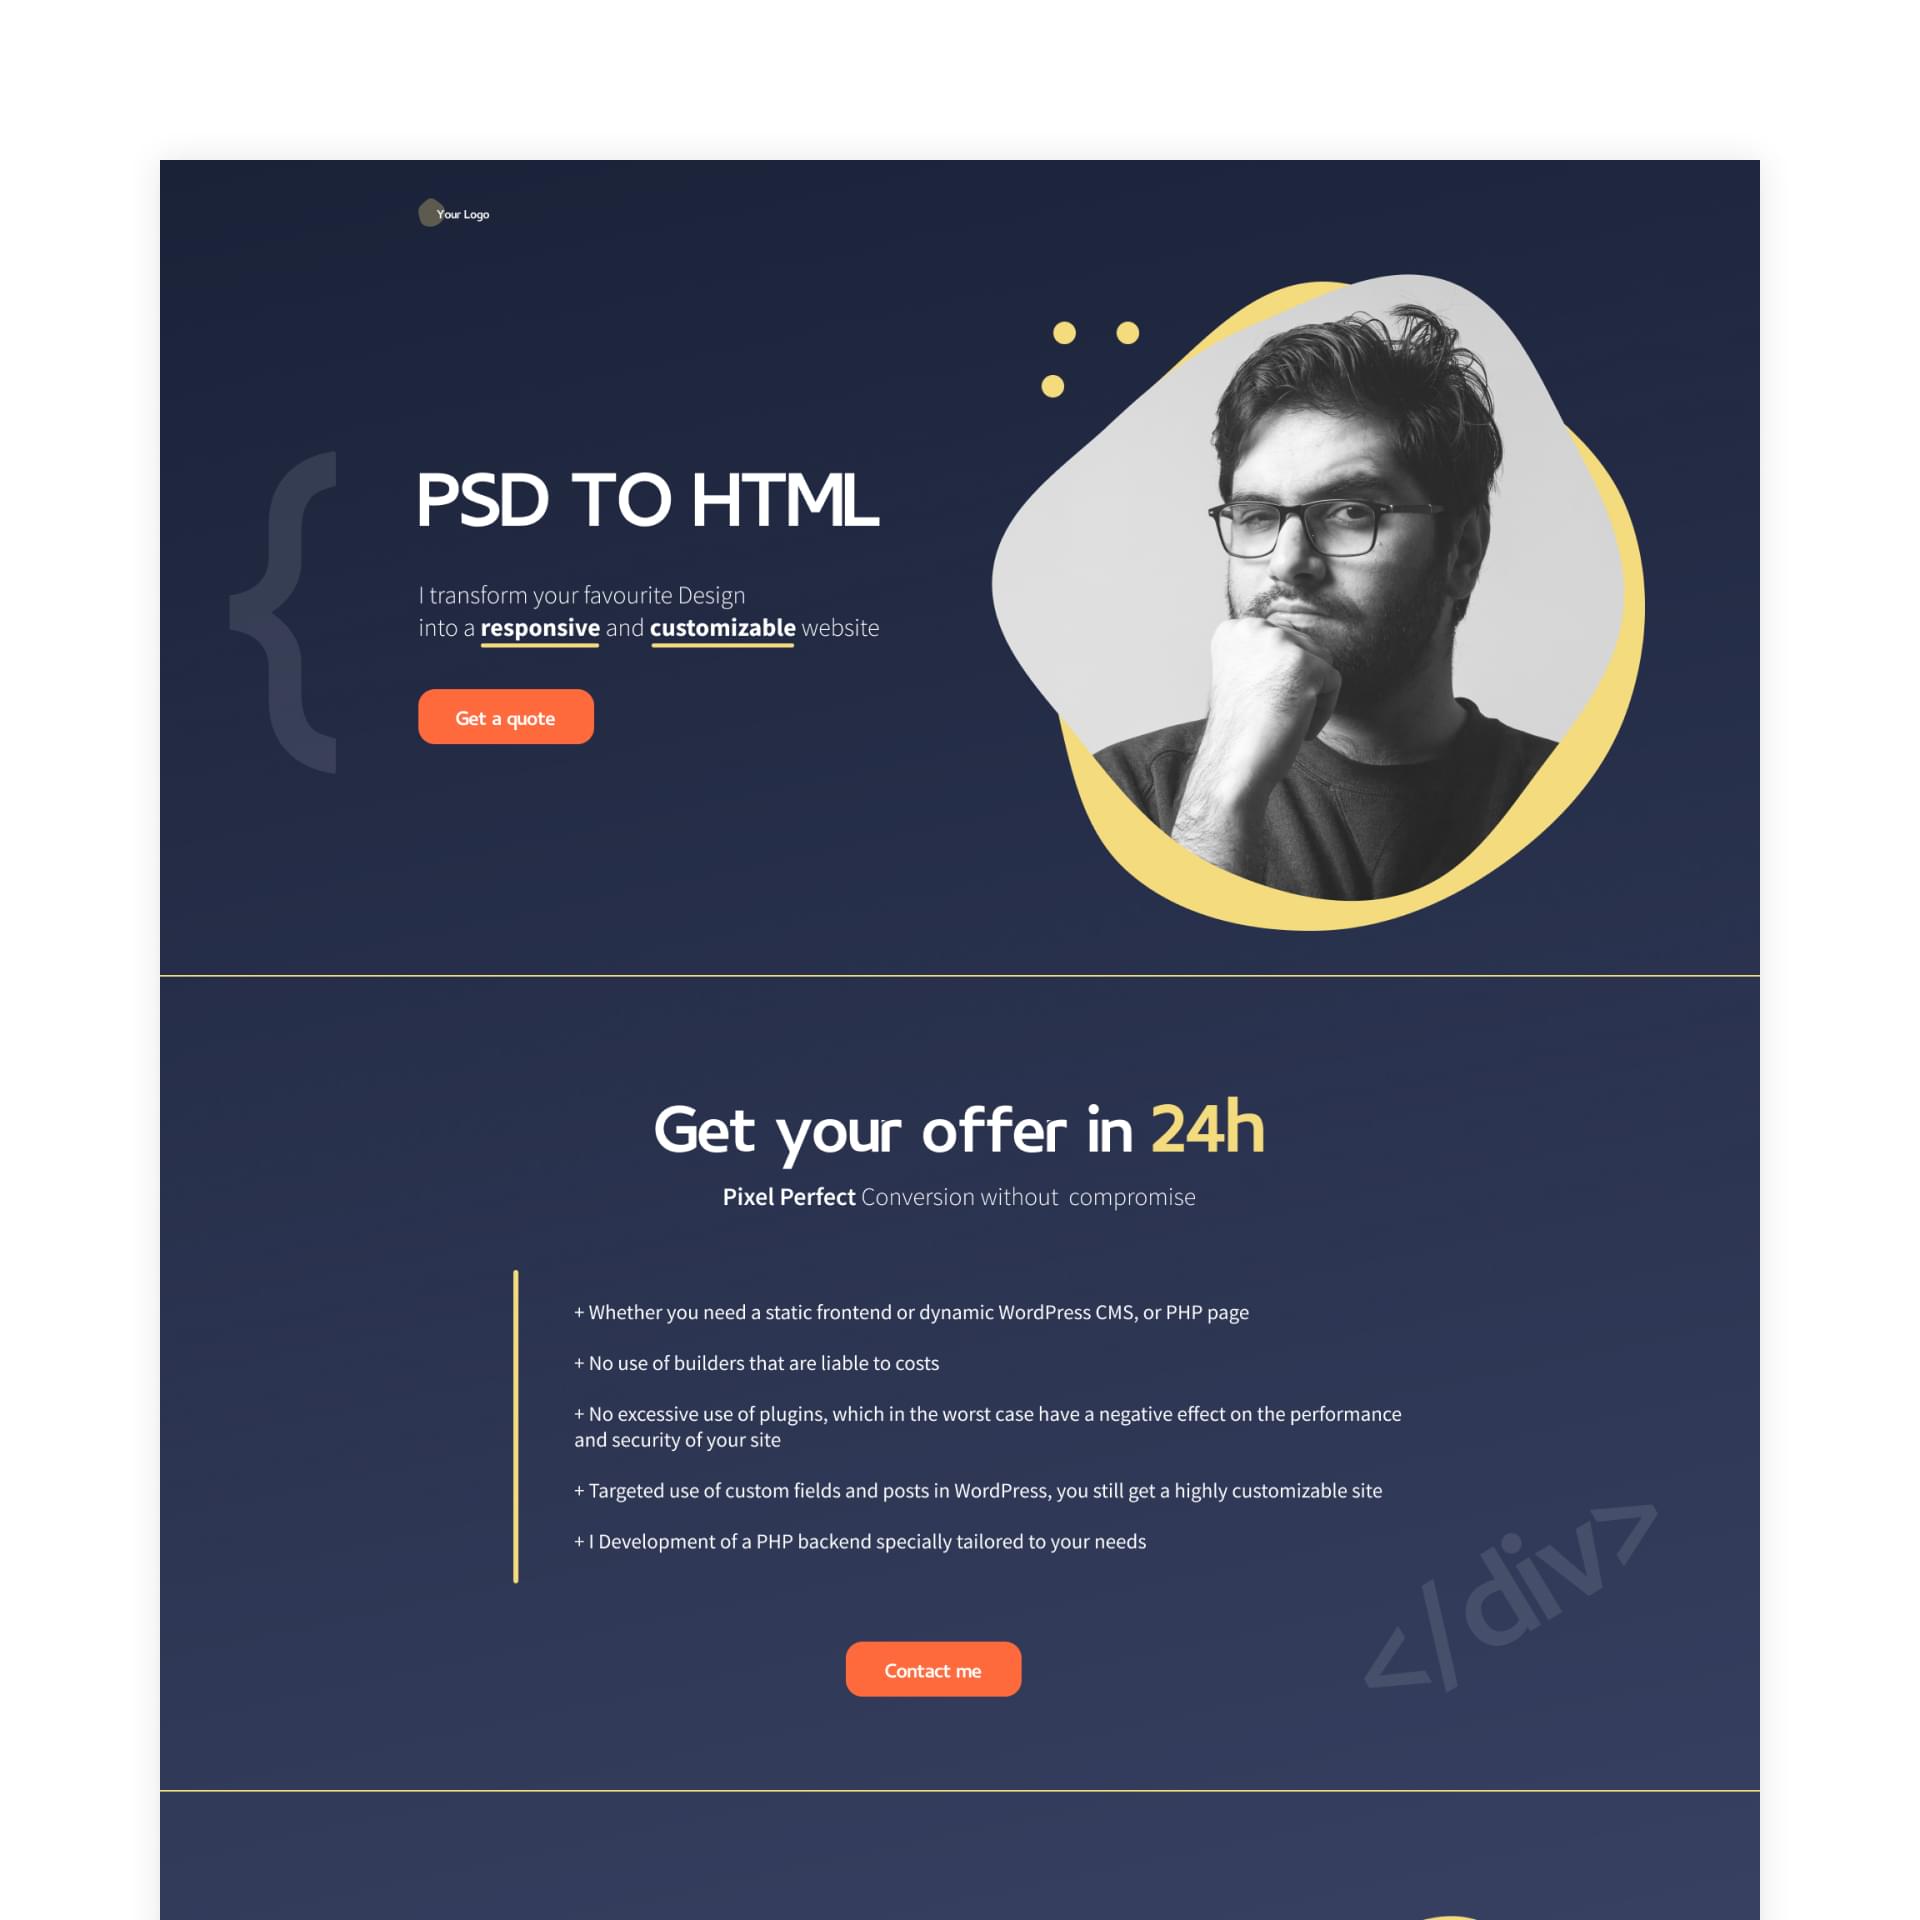 Your Logo
{
PSD TO HTML
I transform your favourite Design
into a responsive and customizable website
Get a quote
Get your offer in 24h
Pixel Perfect Conversion without  compromise
+ Whether you need a static frontend or dynamic WordPress CMS, or PHP page
+ No use of builders that are liable to costs
+ No excessive use of plugins, which in the worst case have a negative effect on the performance
and security of your site
+ Targeted use of custom fields and posts in WordPress, you still get a highly customizable site
+ I Development of a PHP backend specially tailored to your needs
</div>
Contact me